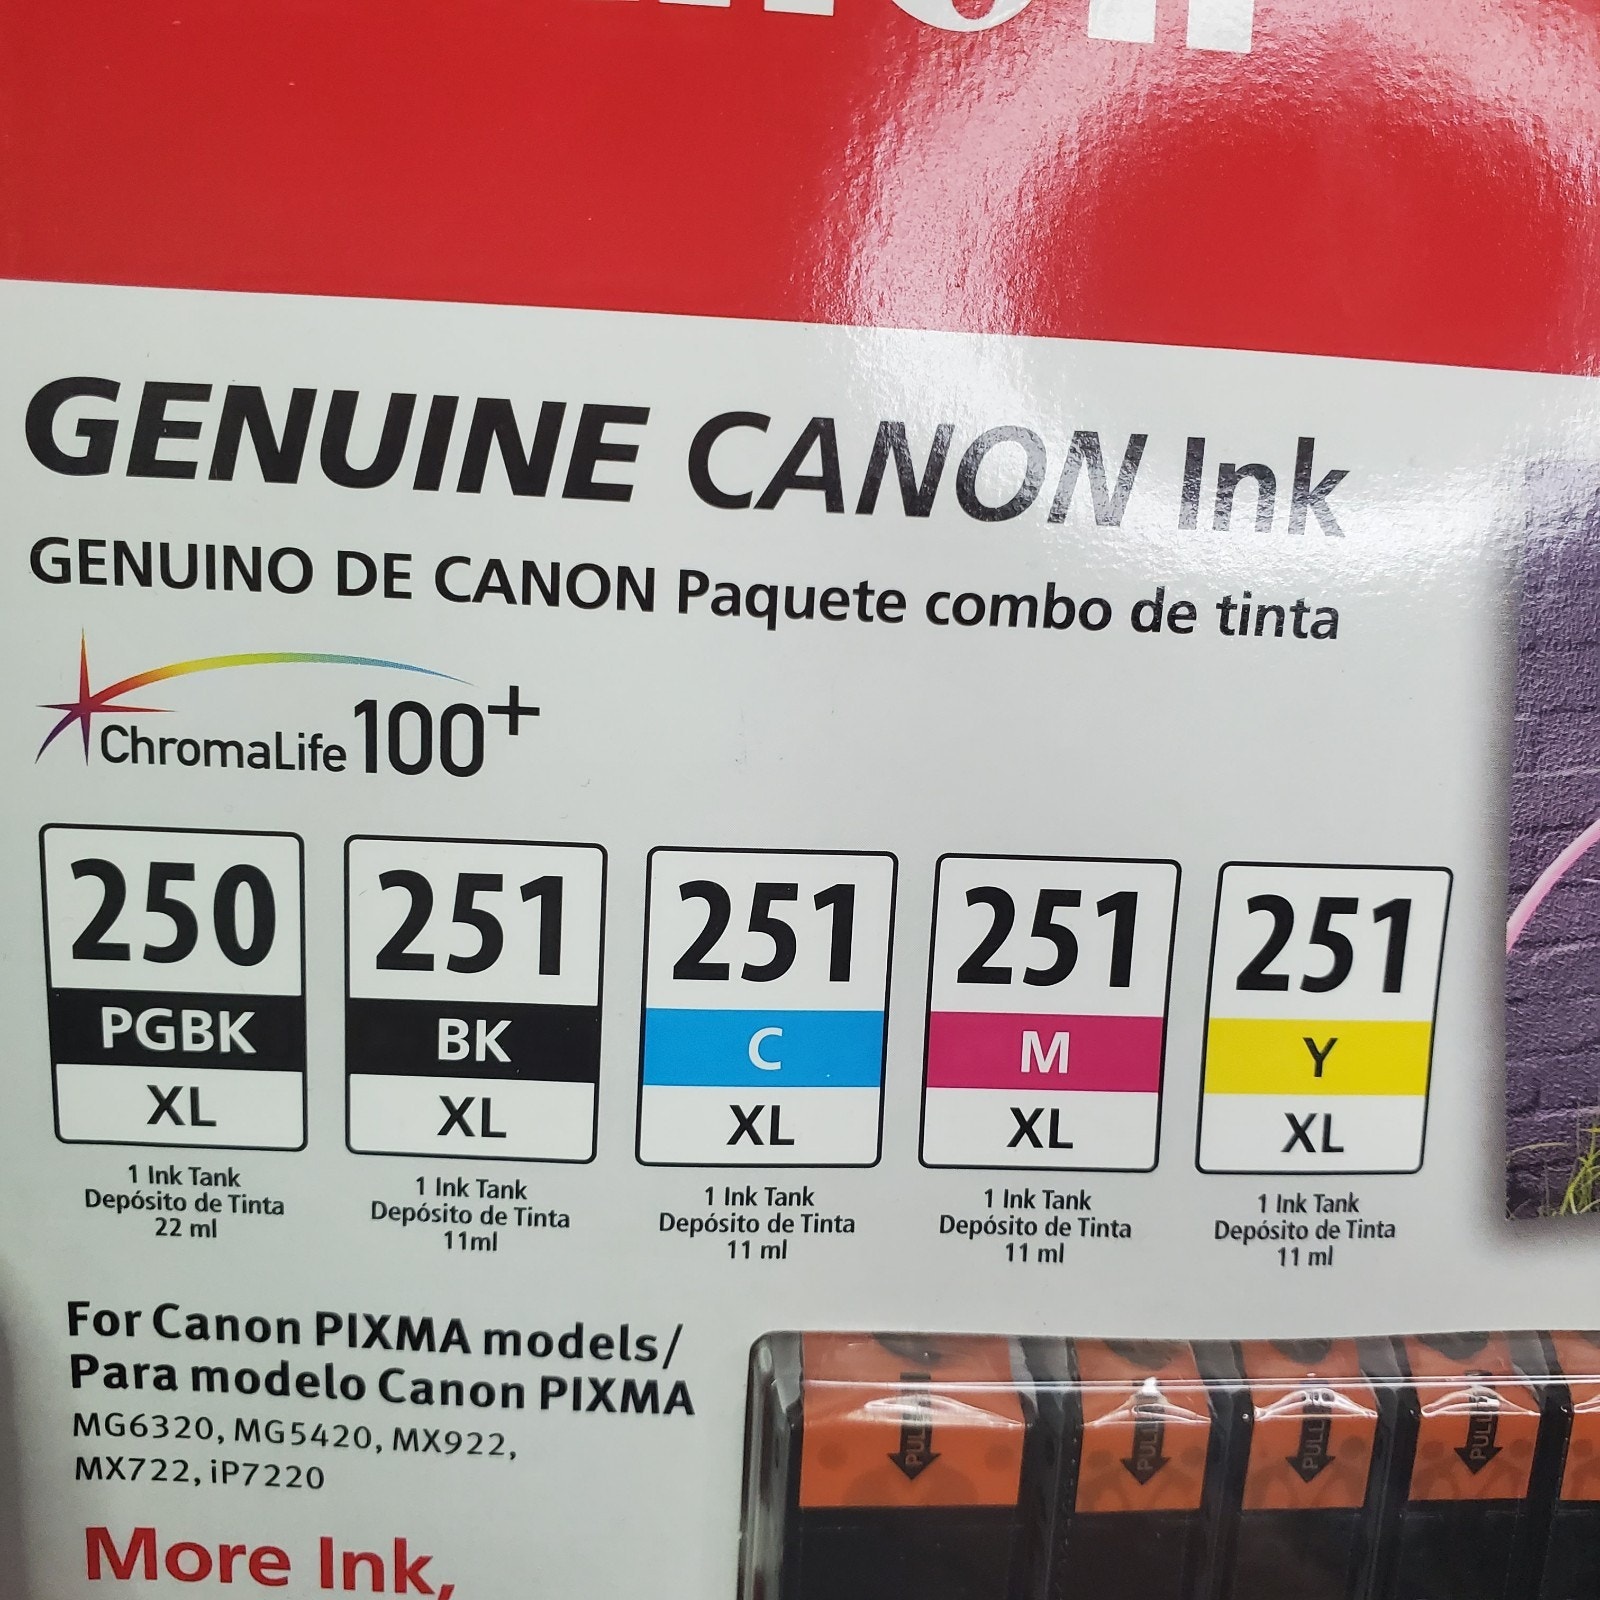 GENUINE CANON Ink
GENUINO DE CANON Paquete combo de tinta
ChromaLife 100+
250
PGBK
XL
1 Ink Tank
Depósito de Tinta
22 ml
251
BK
XL
1 Ink Tank
Depósito de Tinta
11ml
251
C
XL
1 Ink Tank
Depósito de Tinta
11 ml
251
M
XL
1 Ink Tank
Depósito de Tinta
11 ml
251
Y
XL
1 Ink Tank
Depósito de Tinta
11 ml
For Canon PIXMA models/
Para modelo Canon PIXMA
MG6320, MG5420, MX922,
MX722, iP7220
More Ink,
PULL
PULL
PULL
PULL